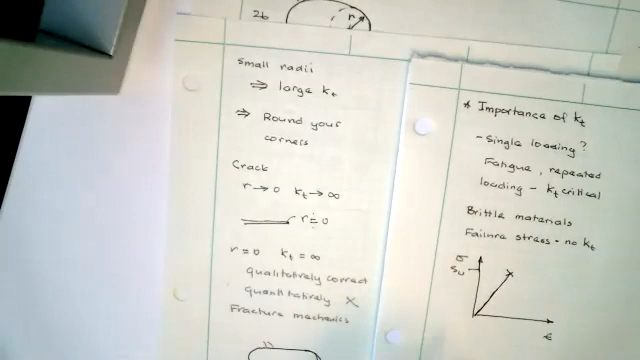 2b
r
small radii
⇒ large kt
⇒ Round your
corners
Crack
r→0 kt→∞
r=0
r=0 kt=∞
qualitatively correct
quantitatively X
Fracture mechanics
* Importance of kt
- Single loading?
Fatigue, repeated
loading - kt critical
Brittle materials
Failure stress - no kt
σ
Su
ε